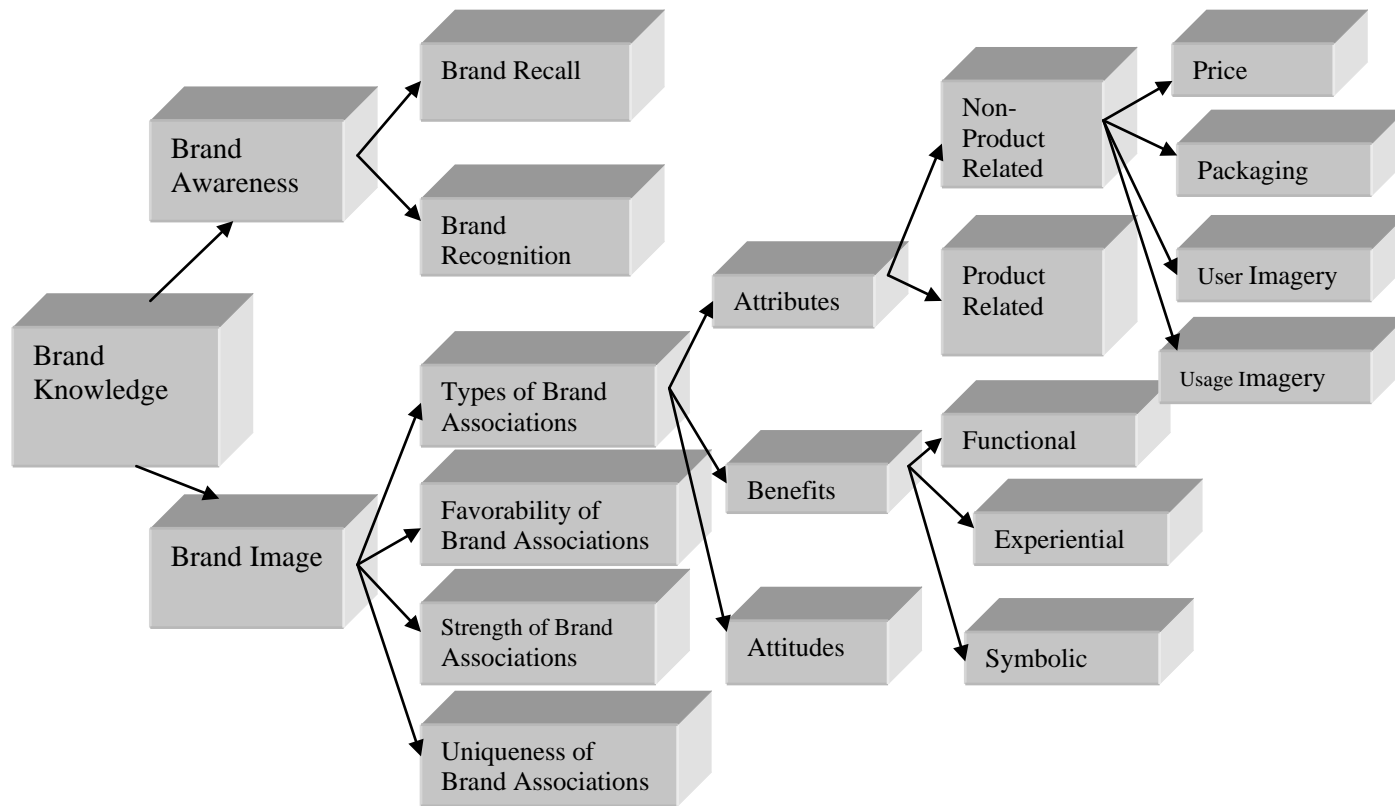 Brand Recall
Price
Non-
Product
Related
Brand
Awareness
Packaging
Brand
Recognition
Product
Related
User Imagery
Attributes
Brand
Knowledge
Types of Brand
Associations
Usage Imagery
Functional
Benefits
Favorability of
Brand Associations
Experiential
Brand Image
Strength of Brand
Associations
Attitudes
Symbolic
Uniqueness of
Brand Associations